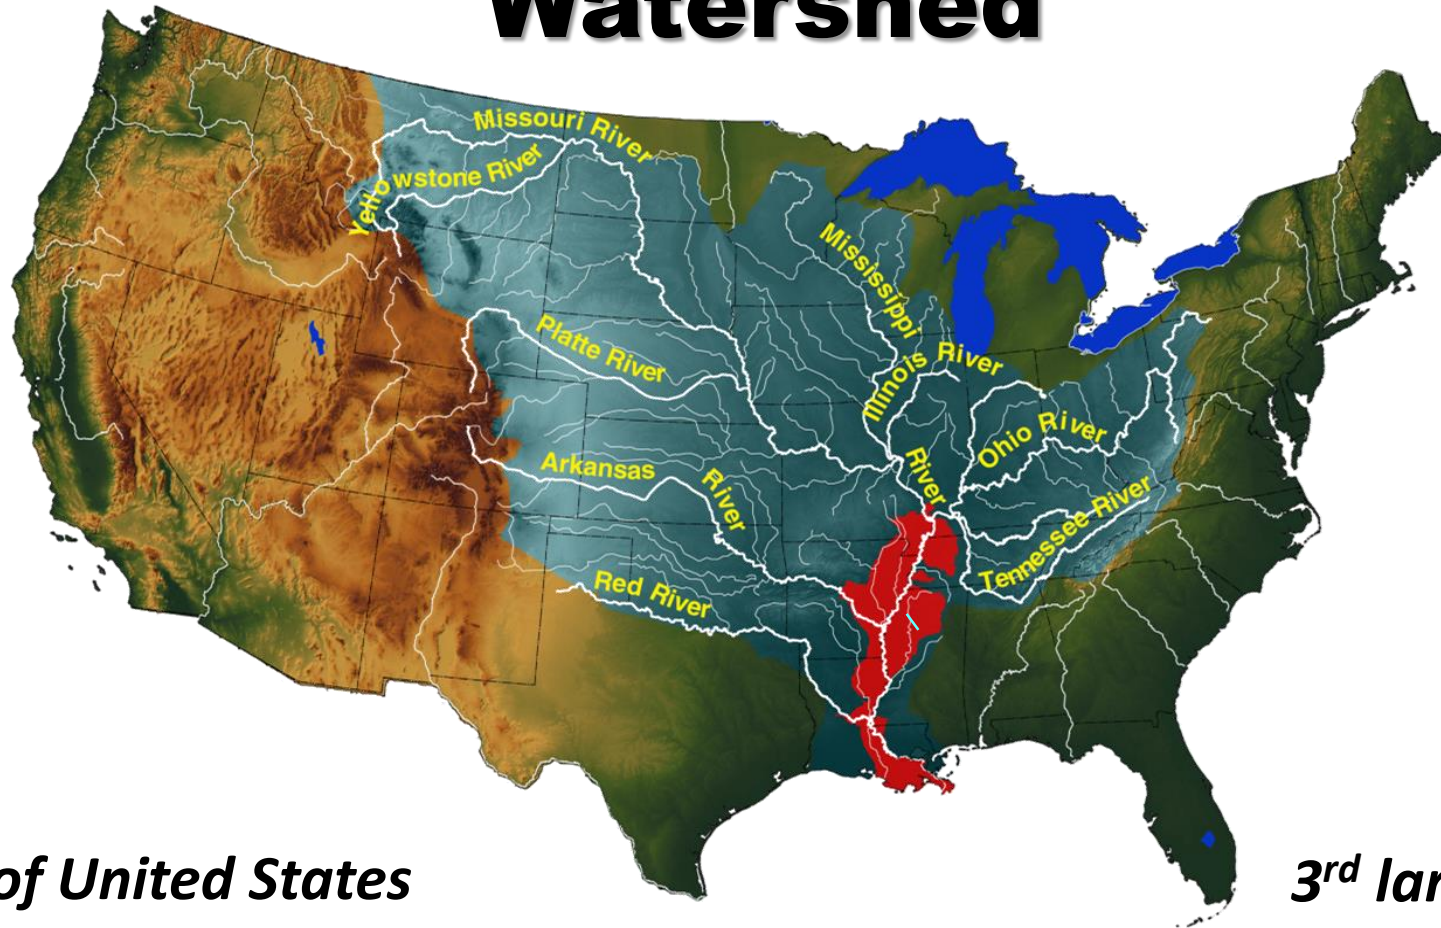 Watershed
Missouri River
Yellowstone River
Mississippi
River
Platte River
Illinois River
Ohio River
Arkansas
River
Tennessee River
Red River
of United States
3rd lar